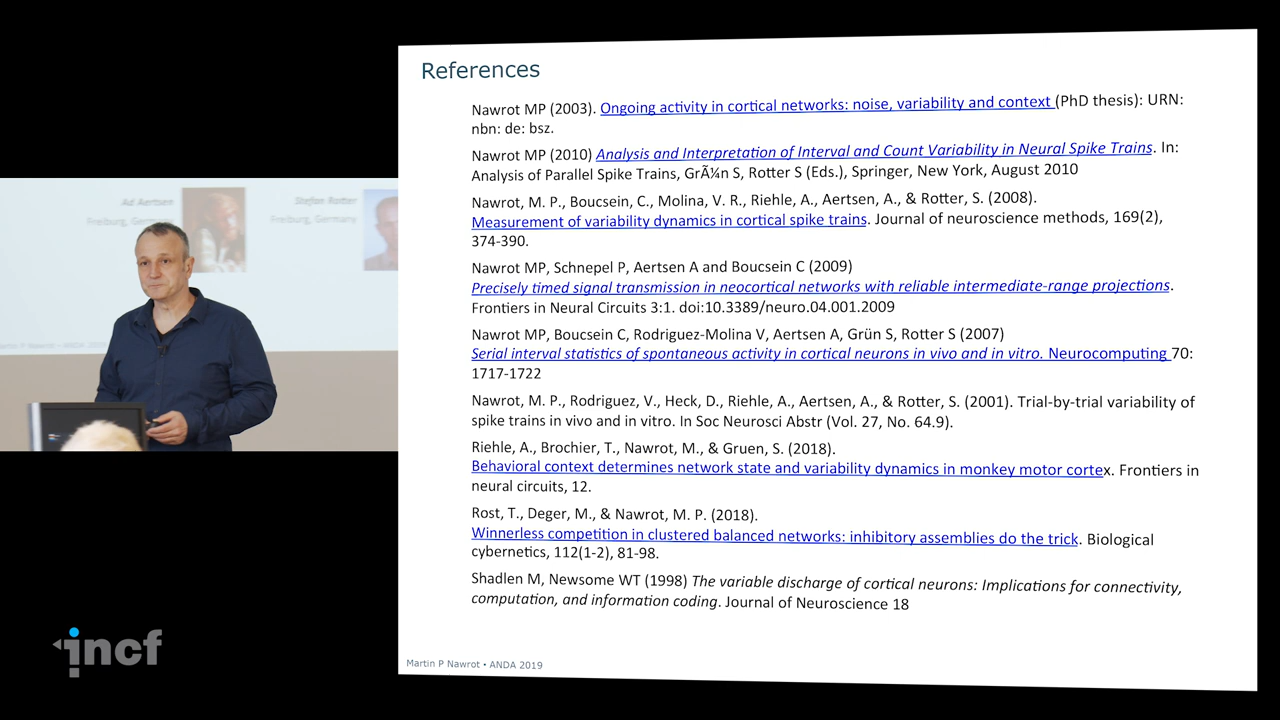 References
Nawrot MP (2003). Ongoing activity in cortical networks: noise, variability and context (PhD thesis): URN:
nbn: de: bsz.
Nawrot MP (2010) Analysis and Interpretation of Interval and Count Variability in Neural Spike Trains. In:
Analysis of Parallel Spike Trains, GrÃ¼n S, Rotter S (Eds.), Springer, New York, August 2010
Nawrot, M. P., Boucsein, C., Molina, V. R., Riehle, A., Aertsen, A., & Rotter, S. (2008).
Measurement of variability dynamics in cortical spike trains. Journal of neuroscience methods, 169(2),
374-390.
Nawrot MP, Schnepel P, Aertsen A and Boucsein C (2009)
Precisely timed signal transmission in neocortical networks with reliable intermediate-range projections.
Frontiers in Neural Circuits 3:1. doi:10.3389/neuro.04.001.2009
Nawrot MP, Boucsein C, Rodriguez-Molina V, Aertsen A, Grün S, Rotter S (2007)
Serial interval statistics of spontaneous activity in cortical neurons in vivo and in vitro. Neurocomputing 70:
1717-1722
Nawrot, M. P., Rodriguez, V., Heck, D., Riehle, A., Aertsen, A., & Rotter, S. (2001). Trial-by-trial variability of
spike trains in vivo and in vitro. In Soc Neurosci Abstr (Vol. 27, No. 64.9).
Riehle, A., Brochier, T., Nawrot, M., & Gruen, S. (2018).
Behavioral context determines network state and variability dynamics in monkey motor cortex. Frontiers in
neural circuits, 12.
Rost, T., Deger, M., & Nawrot, M. P. (2018).
Winnerless competition in clustered balanced networks: inhibitory assemblies do the trick. Biological
cybernetics, 112(1-2), 81-98.
Shadlen M, Newsome WT (1998) The variable discharge of cortical neurons: Implications for connectivity,
computation, and information coding. Journal of Neuroscience 18
Martin P Nawrot • ANDA 2019
Ad Aertsen
Freiburg, Germany
Stefan Rotter
Freiburg, Germany
incf